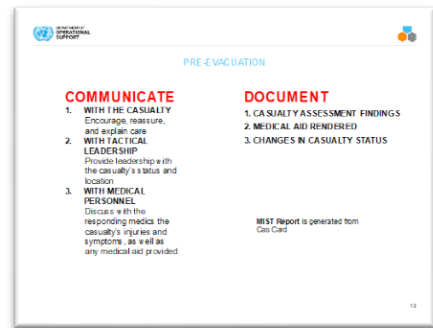 DEPARTMENT OF
OPERATIONAL
SUPPORT
PRE-EVACUATION
COMMUNICATE
1. WITH THE CASUALTY
Encourage, reassure,
and explain care
2. WITH TACTICAL
LEADERSHIP
Provide leadership with
the casualty's status and
location
3. WITH MEDICAL
PERSONNEL
Discuss with the
responding medics the
casualty's injuries and
symptoms, as well as
any medical aid provided
DOCUMENT
1. CASUALTY ASSESSMENT FINDINGS
2. MEDICAL AID RENDERED
3. CHANGES IN CASUALTY STATUS
MIST Report is generated from
Cas Card